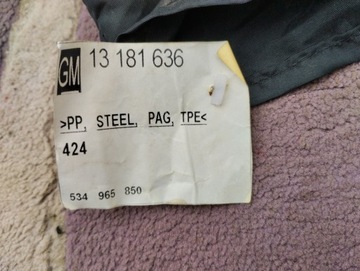 GM 13 181 636
>PP, STEEL, PAG, TPE<
424
534 965 850